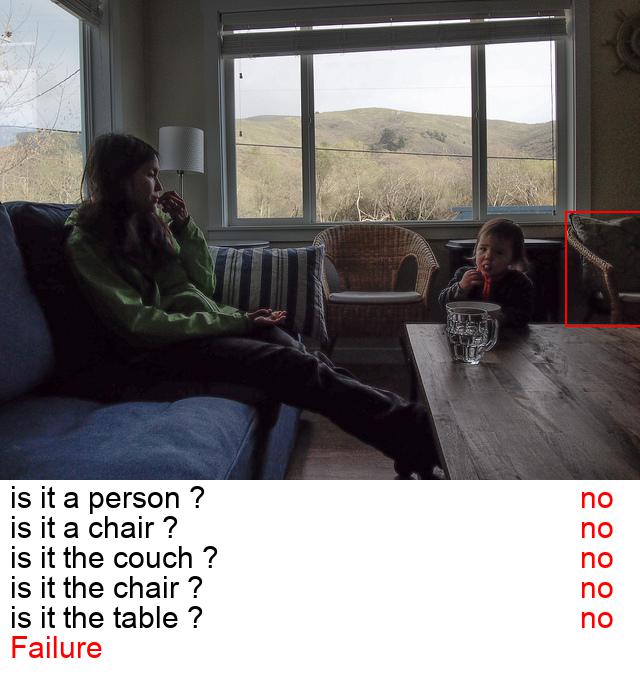 is it a person ? no
is it a chair ? no
is it the couch ? no
is it the chair ? no
is it the table ? no
Failure